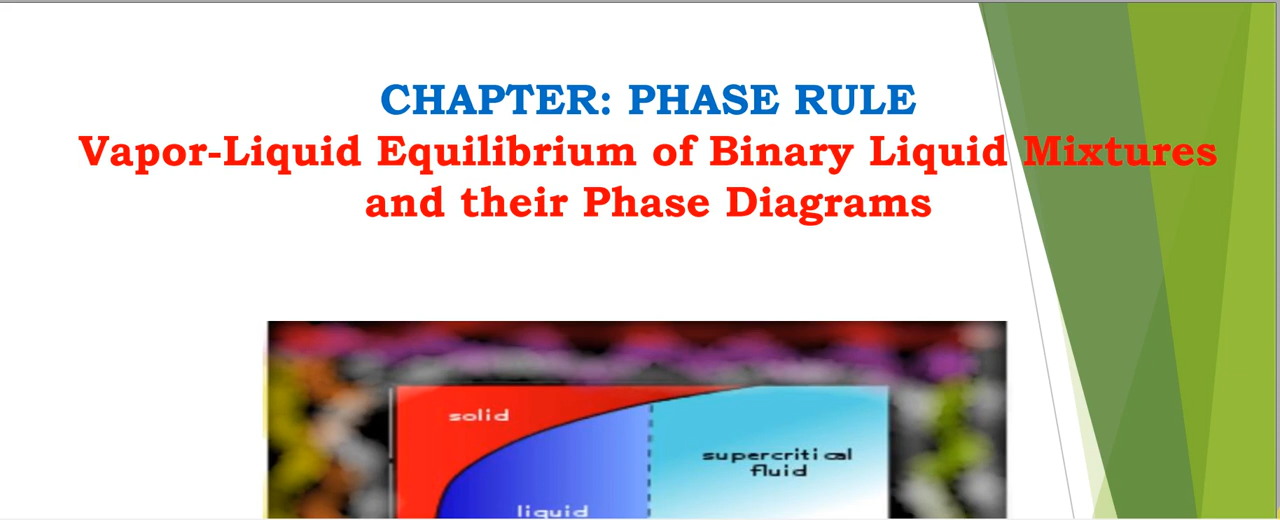 CHAPTER: PHASE RULE
Vapor-Liquid Equilibrium of Binary Liquid Mixtures
and their Phase Diagrams
solid
supercritical
fluid
liquid